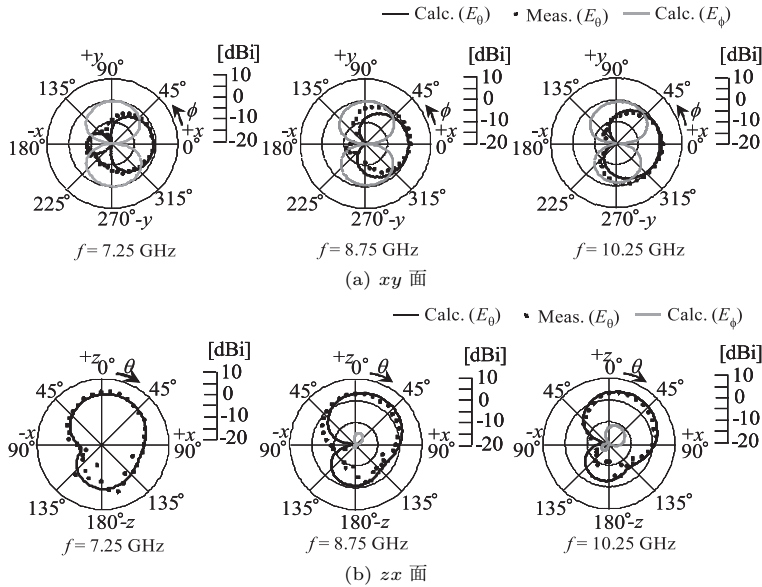 Calc. (Eθ) Meas. (Eθ) Calc. (Eϕ)
+y 90° 135° 45° ϕ -x 180° +x 0° 225° 315° 270° -y [dBi] 10 0 -10 -20
+y 90° 135° 45° ϕ -x 180° +x 0° 225° 315° 270° -y [dBi] 10 0 -10 -20
+y 90° 135° 45° ϕ -x 180° +x 0° 225° 315° 270° -y [dBi] 10 0 -10 -20
f = 7.25 GHz f = 8.75 GHz f = 10.25 GHz
(a) xy 面
Calc. (Eθ) Meas. (Eθ) Calc. (Eϕ)
+z 0° θ 45° 45° -x 90° +x 90° 135° 135° 180° -z [dBi] 10 0 -10 -20
+z 0° θ 45° 45° -x 90° +x 90° 135° 135° 180° -z [dBi] 10 0 -10 -20
+z 0° θ 45° 45° -x 90° +x 90° 135° 135° 180° -z [dBi] 10 0 -10 -20
f = 7.25 GHz f = 8.75 GHz f = 10.25 GHz
(b) zx 面